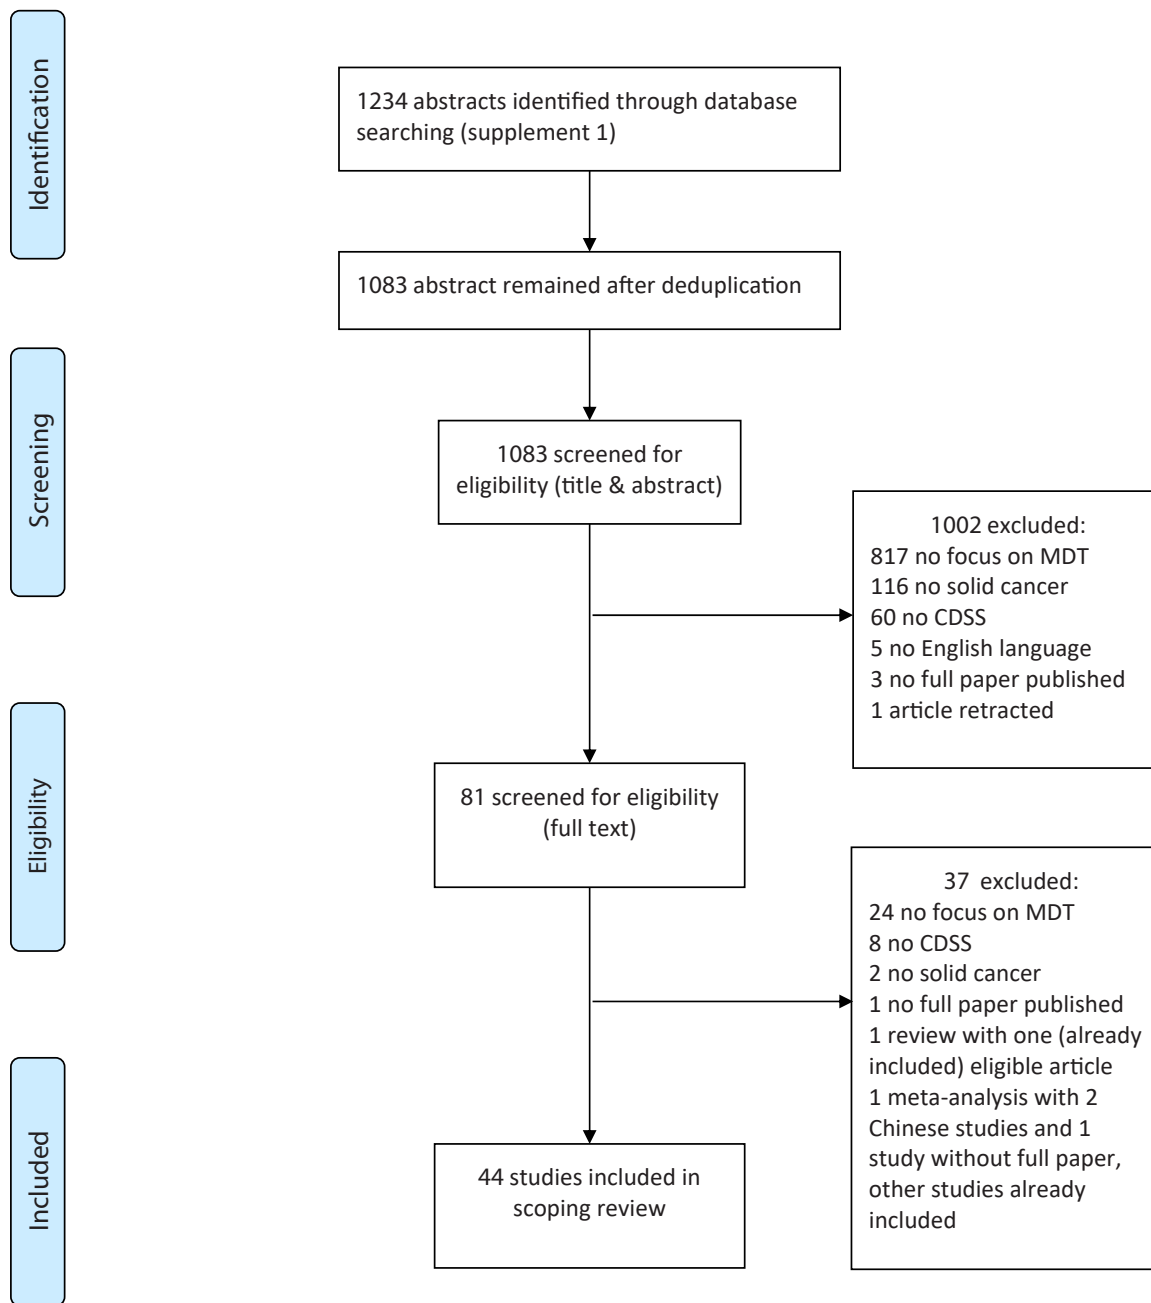 Identification
1234 abstracts identified through database
searching (supplement 1)
1083 abstract remained after deduplication
Screening
1083 screened for
eligibility (title & abstract)
1002 excluded:
817 no focus on MDT
116 no solid cancer
60 no CDSS
5 no English language
3 no full paper published
1 article retracted
Eligibility
81 screened for eligibility
(full text)
37 excluded:
24 no focus on MDT
8 no CDSS
2 no solid cancer
1 no full paper published
1 review with one (already
included) eligible article
1 meta-analysis with 2
Chinese studies and 1
study without full paper,
other studies already
included
Included
44 studies included in
scoping review